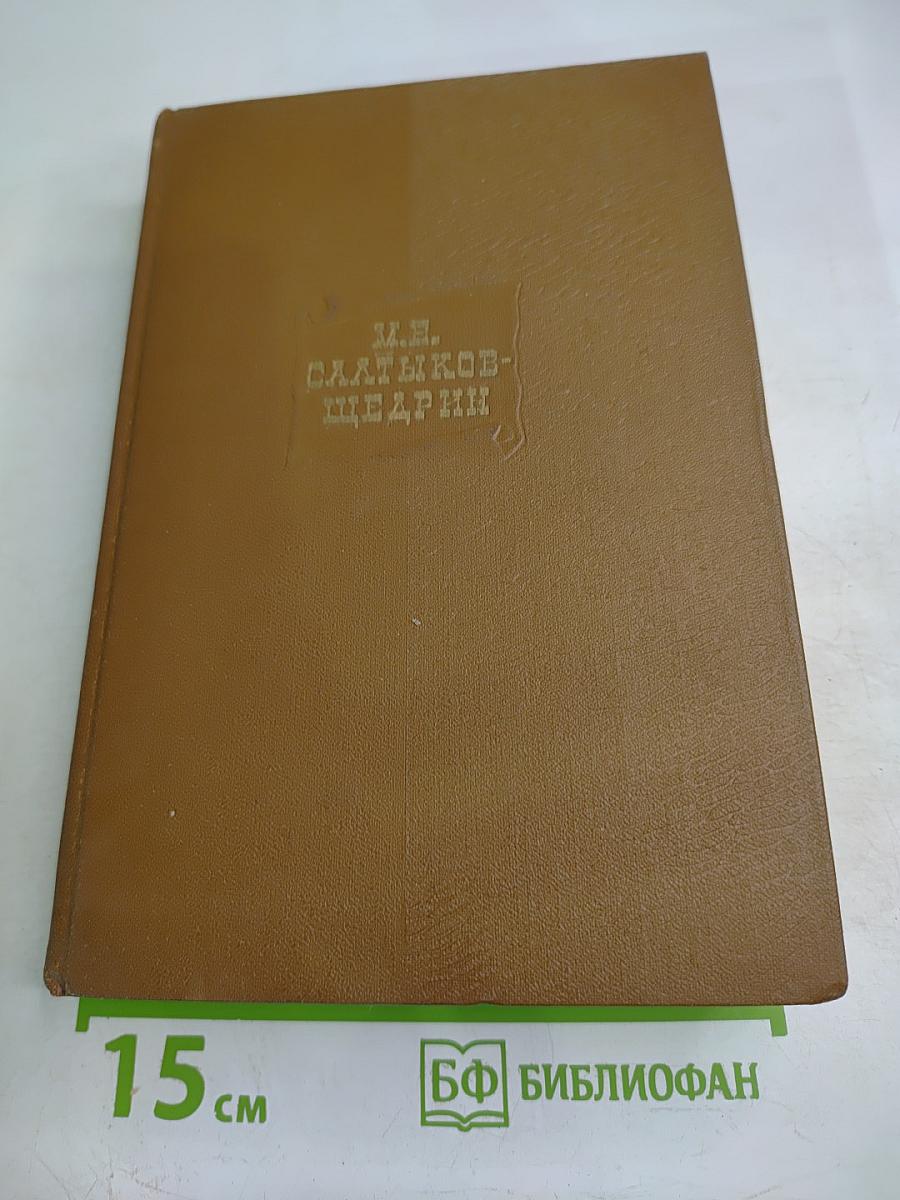 М.Е.
САЛТЫКОВ-
ЩЕДРИН
15 см
БФ БИБЛИОФАН